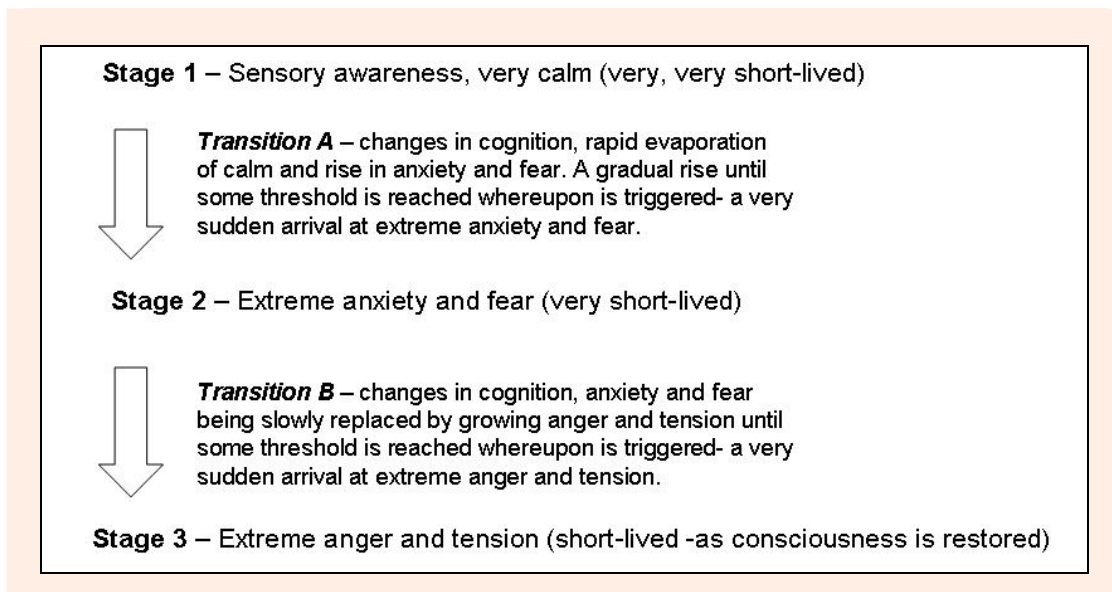 Stage 1 – Sensory awareness, very calm (very, very short-lived)
Transition A – changes in cognition, rapid evaporation
of calm and rise in anxiety and fear. A gradual rise until
some threshold is reached whereupon is triggered- a very
sudden arrival at extreme anxiety and fear.
Stage 2 – Extreme anxiety and fear (very short-lived)
Transition B – changes in cognition, anxiety and fear
being slowly replaced by growing anger and tension until
some threshold is reached whereupon is triggered- a very
sudden arrival at extreme anger and tension.
Stage 3 – Extreme anger and tension (short-lived -as consciousness is restored)